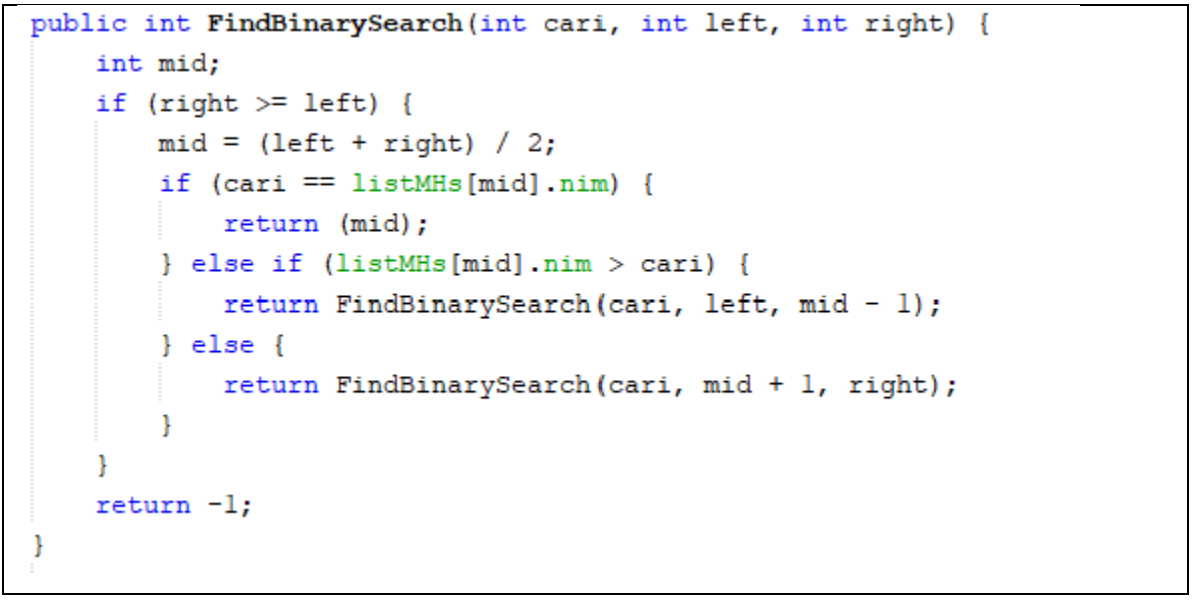 public int FindBinarySearch(int cari, int left, int right) {
    int mid;
    if (right >= left) {
        mid = (left + right) / 2;
        if (cari == listMHs[mid].nim) {
            return (mid);
        } else if (listMHs[mid].nim > cari) {
            return FindBinarySearch(cari, left, mid - 1);
        } else {
            return FindBinarySearch(cari, mid + 1, right);
        }
    }
    return -1;
}